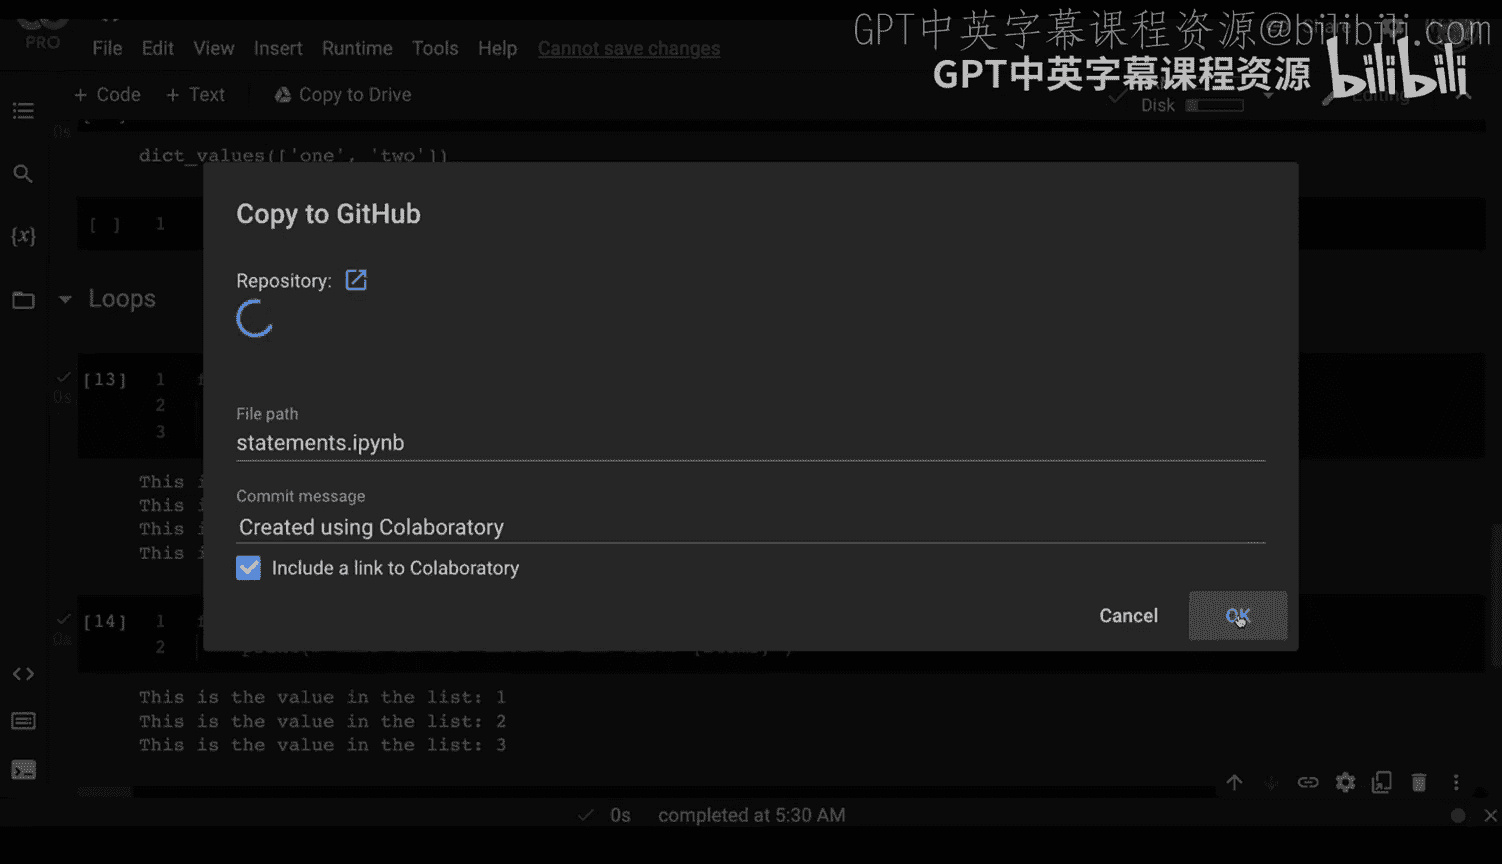 GPT中英字幕课程资源@bilibili.com
GPT中英字幕课程资源 bilibili
PRO
File Edit View Insert Runtime Tools Help Cannot save changes
+ Code + Text Copy to Drive
Disk
Editing
0s
dict_values(['one', 'two'])
[ ] 1
Loops
Copy to GitHub
Repository:
File path
statements.ipynb
Commit message
Created using Colaboratory
Include a link to Colaboratory
Cancel OK
[13] 1
0s 2
3
This
This
This
This
[14] 1
0s 2
This is the value in the list: 1
This is the value in the list: 2
This is the value in the list: 3
0s completed at 5:30 AM